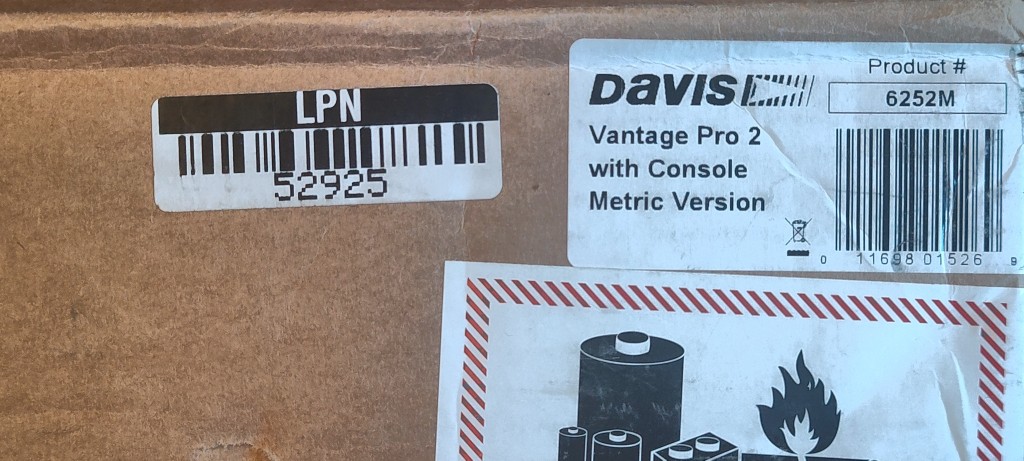 LPN
52925
DAVIS
Product #
6252M
Vantage Pro 2
with Console
Metric Version
0 11698 01526 9